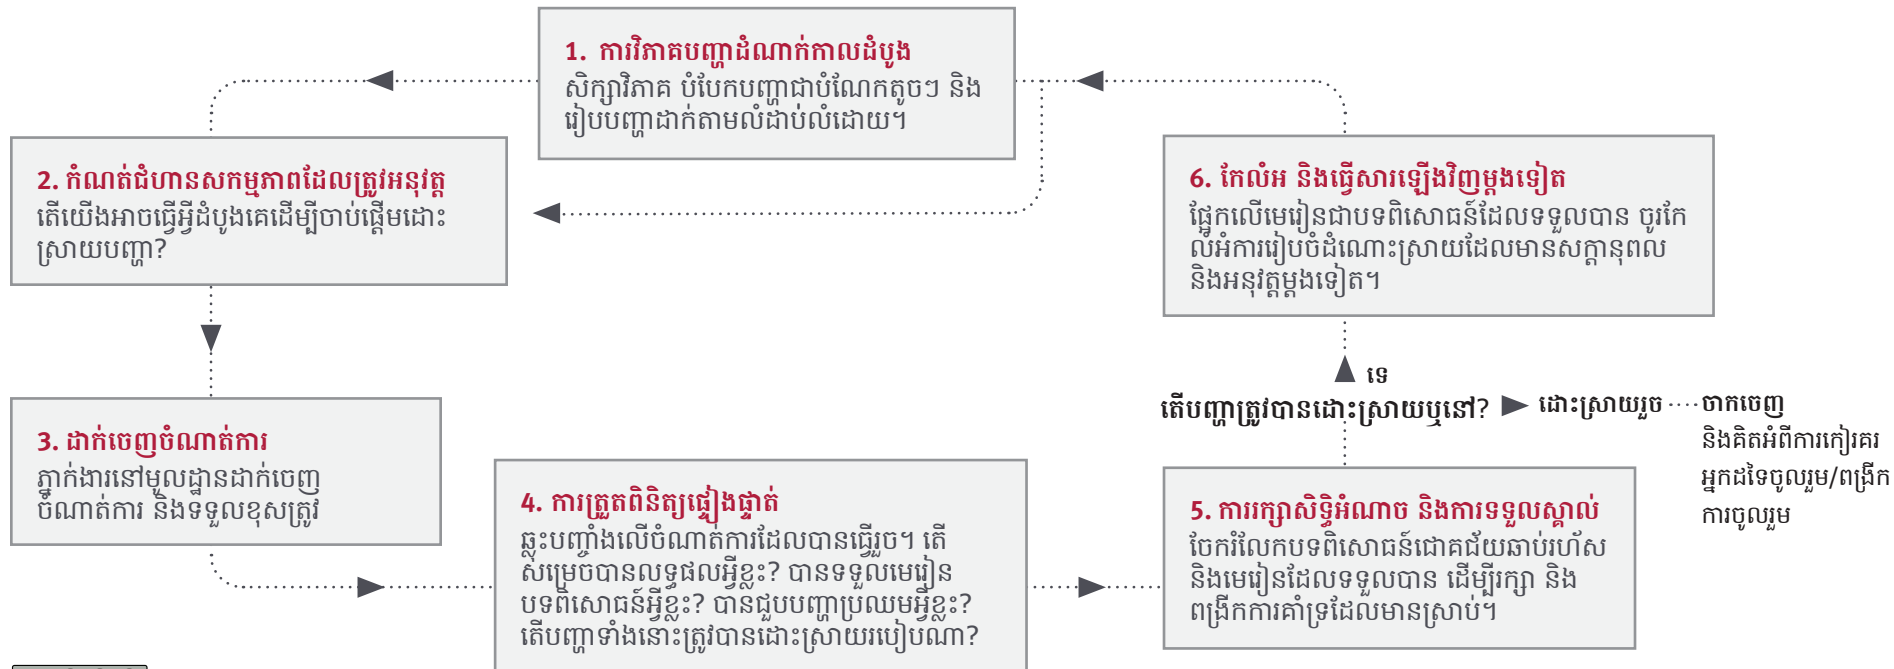 1. ការវិភាគបញ្ហាដំណាក់កាលដំបូង
សិក្សាវិភាគ បំបែកបញ្ហាជាបំណែកតូចៗ និង
រៀបបញ្ហាដាក់តាមលំដាប់លំដោយ។
2. កំណត់ជំហានសកម្មភាពដែលត្រូវអនុវត្ត
តើយើងអាចធ្វើអ្វីដំបូងគេដើម្បីចាប់ផ្តើមដោះ
ស្រាយបញ្ហា?
3. ដាក់ចេញចំណាត់ការ
ភ្នាក់ងារនៅមូលដ្ឋានដាក់ចេញ
ចំណាត់ការ និងទទួលខុសត្រូវ
4. ការត្រួតពិនិត្យផ្ទៀងផ្ទាត់
ឆ្លុះបញ្ចាំងលើចំណាត់ការដែលបានធ្វើរួច។ តើ
សម្រេចបានលទ្ធផលអ្វីខ្លះ? បានទទួលមេរៀន
បទពិសោធន៍អ្វីខ្លះ? បានជួបបញ្ហាប្រឈមអ្វីខ្លះ?
តើបញ្ហាទាំងនោះត្រូវបានដោះស្រាយរបៀបណា?
5. ការរក្សាសិទ្ធិអំណាច និងការទទួលស្គាល់
ចែករំលែកបទពិសោធន៍ជោគជ័យឆាប់រហ័ស
និងមេរៀនដែលទទួលបាន ដើម្បីរក្សា និង
ពង្រីកការគាំទ្រដែលមានស្រាប់។
តើបញ្ហាត្រូវបានដោះស្រាយឬនៅ?
ទេ
ដោះស្រាយរួច
ចាកចេញ
និងគិតអំពីការកៀរគរ
អ្នកដទៃចូលរួម/ពង្រីក
ការចូលរួម
6. កែលំអ និងធ្វើសារឡើងវិញម្តងទៀត
ផ្អែកលើមេរៀនជាបទពិសោធន៍ដែលទទួលបាន ចូរកែ
លំអំការរៀបចំដំណោះស្រាយដែលមានសក្តានុពល
និងអនុវត្តម្តងទៀត។